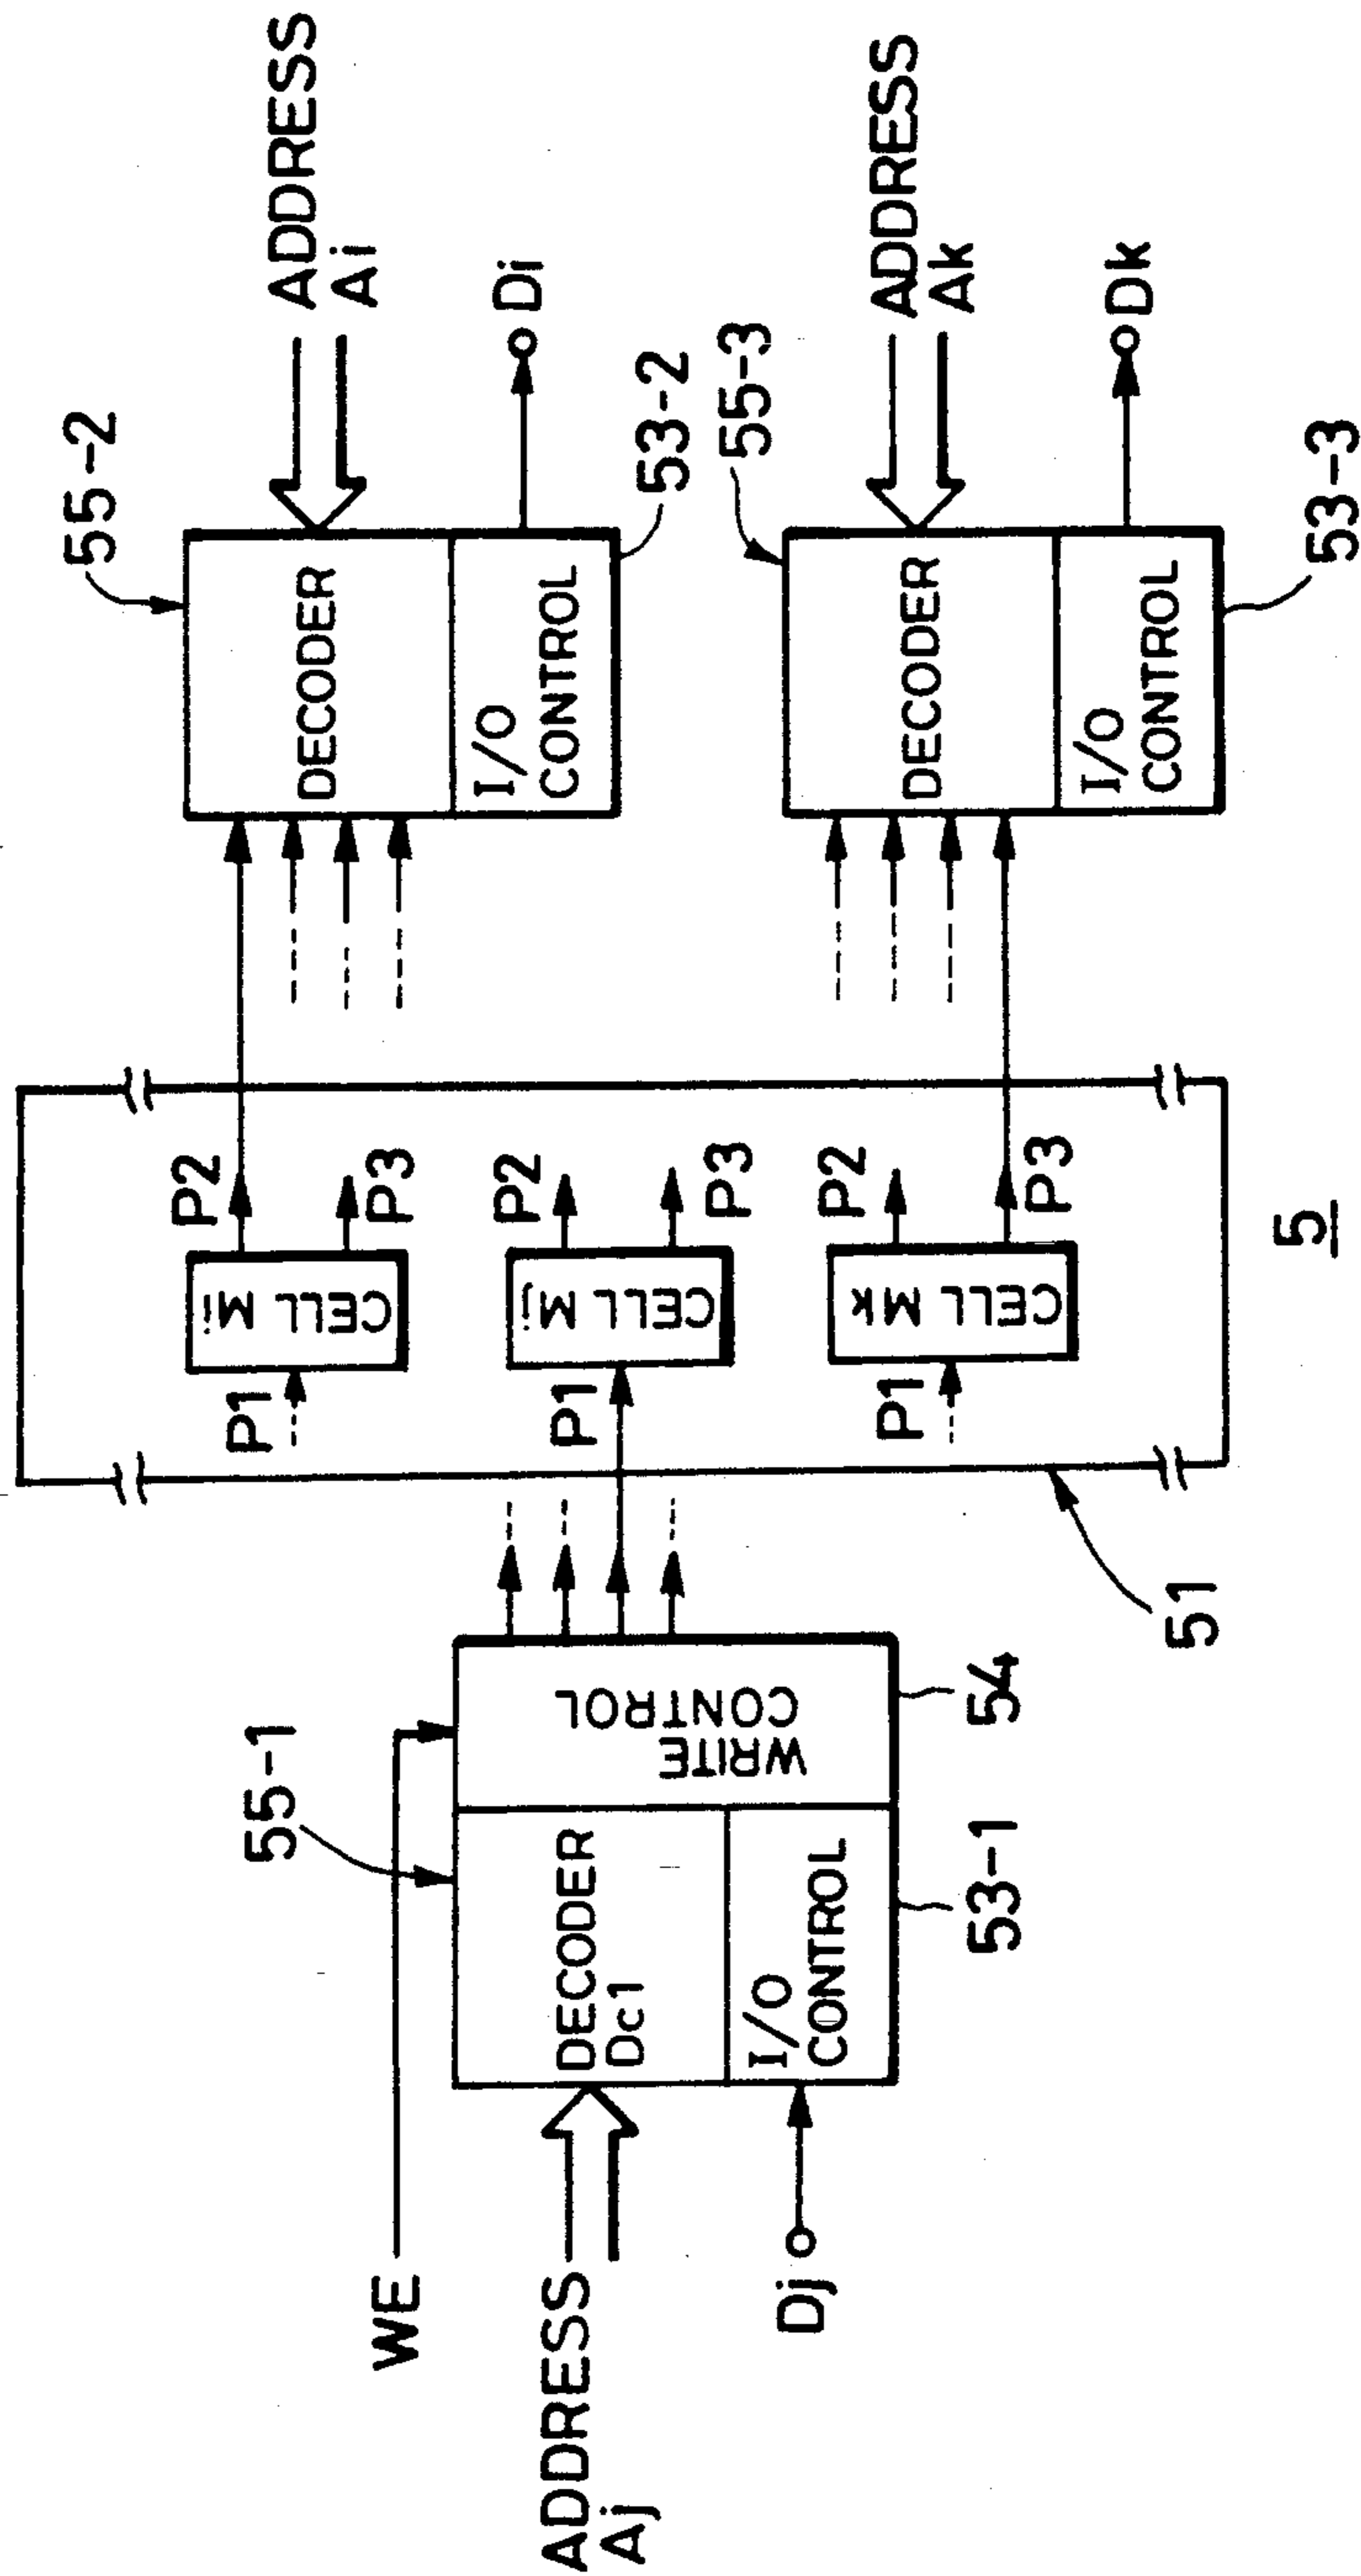 WE
ADDRESS
Aj
Dj
55-1
DECODER
Dc1
I/O
CONTROL
WRITE
CONTROL
53-1
54
51
P1
CELL Mi
P2
P3
P1
CELL Mj
P2
P3
P1
CELL Mk
P2
P3
5
55-2
DECODER
I/O
CONTROL
53-2
ADDRESS
Ai
Di
55-3
DECODER
I/O
CONTROL
53-3
ADDRESS
Ak
Dk